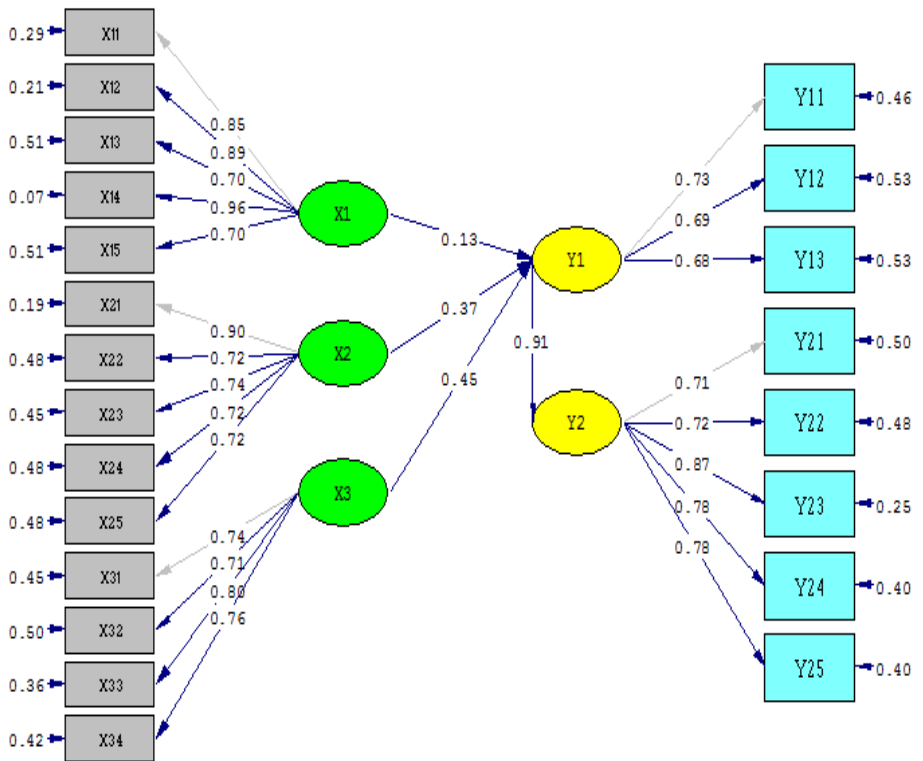 0.29 X11
0.21 X12
0.51 X13
0.07 X14
0.51 X15
0.19 X21
0.48 X22
0.45 X23
0.48 X24
0.48 X25
0.45 X31
0.50 X32
0.36 X33
0.42 X34
0.85
0.89
0.70
0.96
0.70
0.90
0.72
0.74
0.72
0.72
0.74
0.71
0.80
0.76
X1
X2
X3
0.13
0.37
0.45
Y1
0.91
Y2
0.73
0.69
0.68
0.71
0.72
0.87
0.78
0.78
Y11 0.46
Y12 0.53
Y13 0.53
Y21 0.50
Y22 0.48
Y23 0.25
Y24 0.40
Y25 0.40